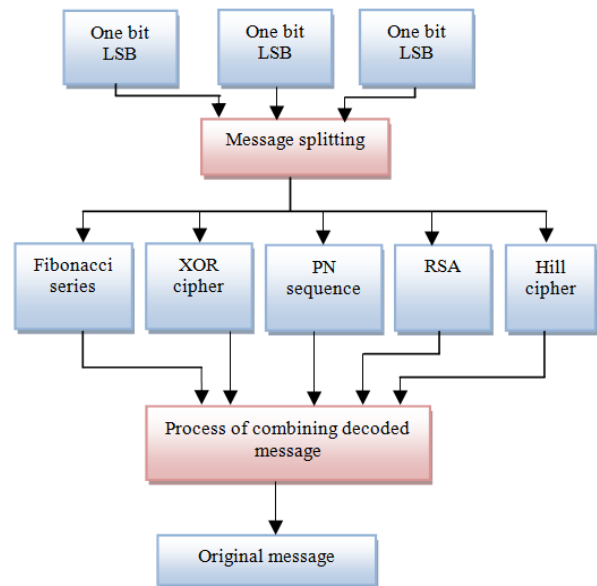 One bit
LSB
One bit
LSB
One bit
LSB
Message splitting
Fibonacci
series
XOR
cipher
PN
sequence
RSA
Hill
cipher
Process of combining decoded
message
Original message